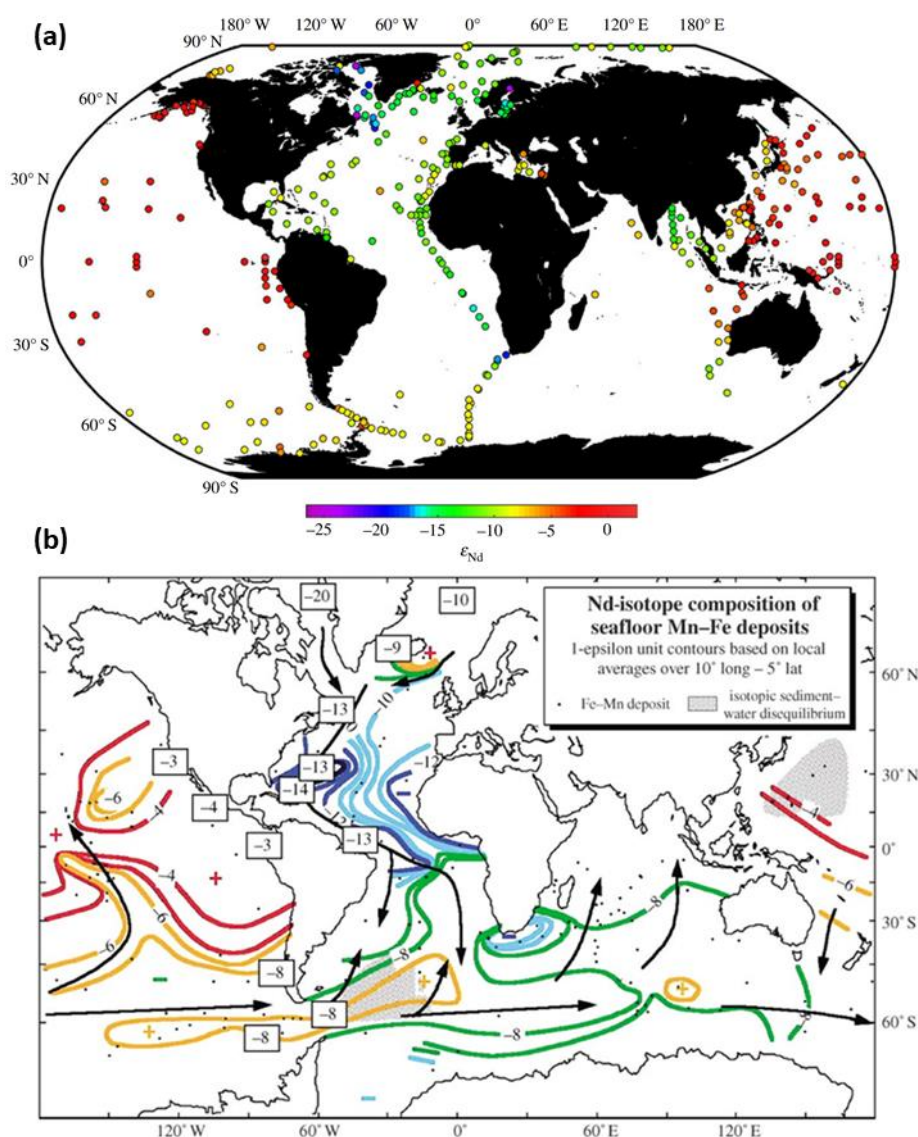 (a)
180° W 120° W 60° W 0° 60° E 120° E 180° E
90° N
60° N
30° N
0°
30° S
60° S
90° S
−25 −20 −15 −10 −5 0
εNd
(b)
Nd-isotope composition of
seafloor Mn–Fe deposits
1-epsilon unit contours based on local
averages over 10° long – 5° lat
Fe–Mn deposit
isotopic sediment–
water disequilibrium
−20
−10
−9
+
60° N
−10
−13
−3
−13
−12
30° N
−6
−14
−4
−4
−13
+
−3
0°
−4
+
−6
−6
−8
30° S
−6
−8
−8
+
+
−8
60° S
+
−8
−8
120° W 60° W 0° 60° E 120° E